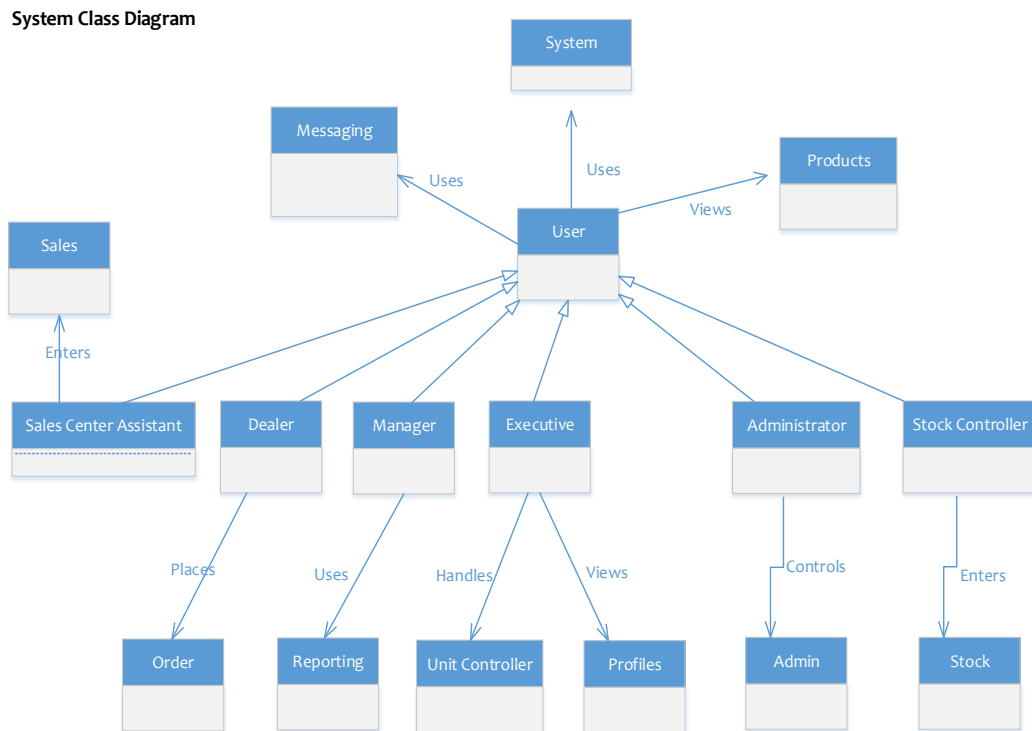 System Class Diagram
System
Messaging
Products
Uses
Uses
Views
User
Sales
Enters
Sales Center Assistant
Dealer
Manager
Executive
Administrator
Stock Controller
Places
Uses
Handles
Views
Controls
Enters
Order
Reporting
Unit Controller
Profiles
Admin
Stock